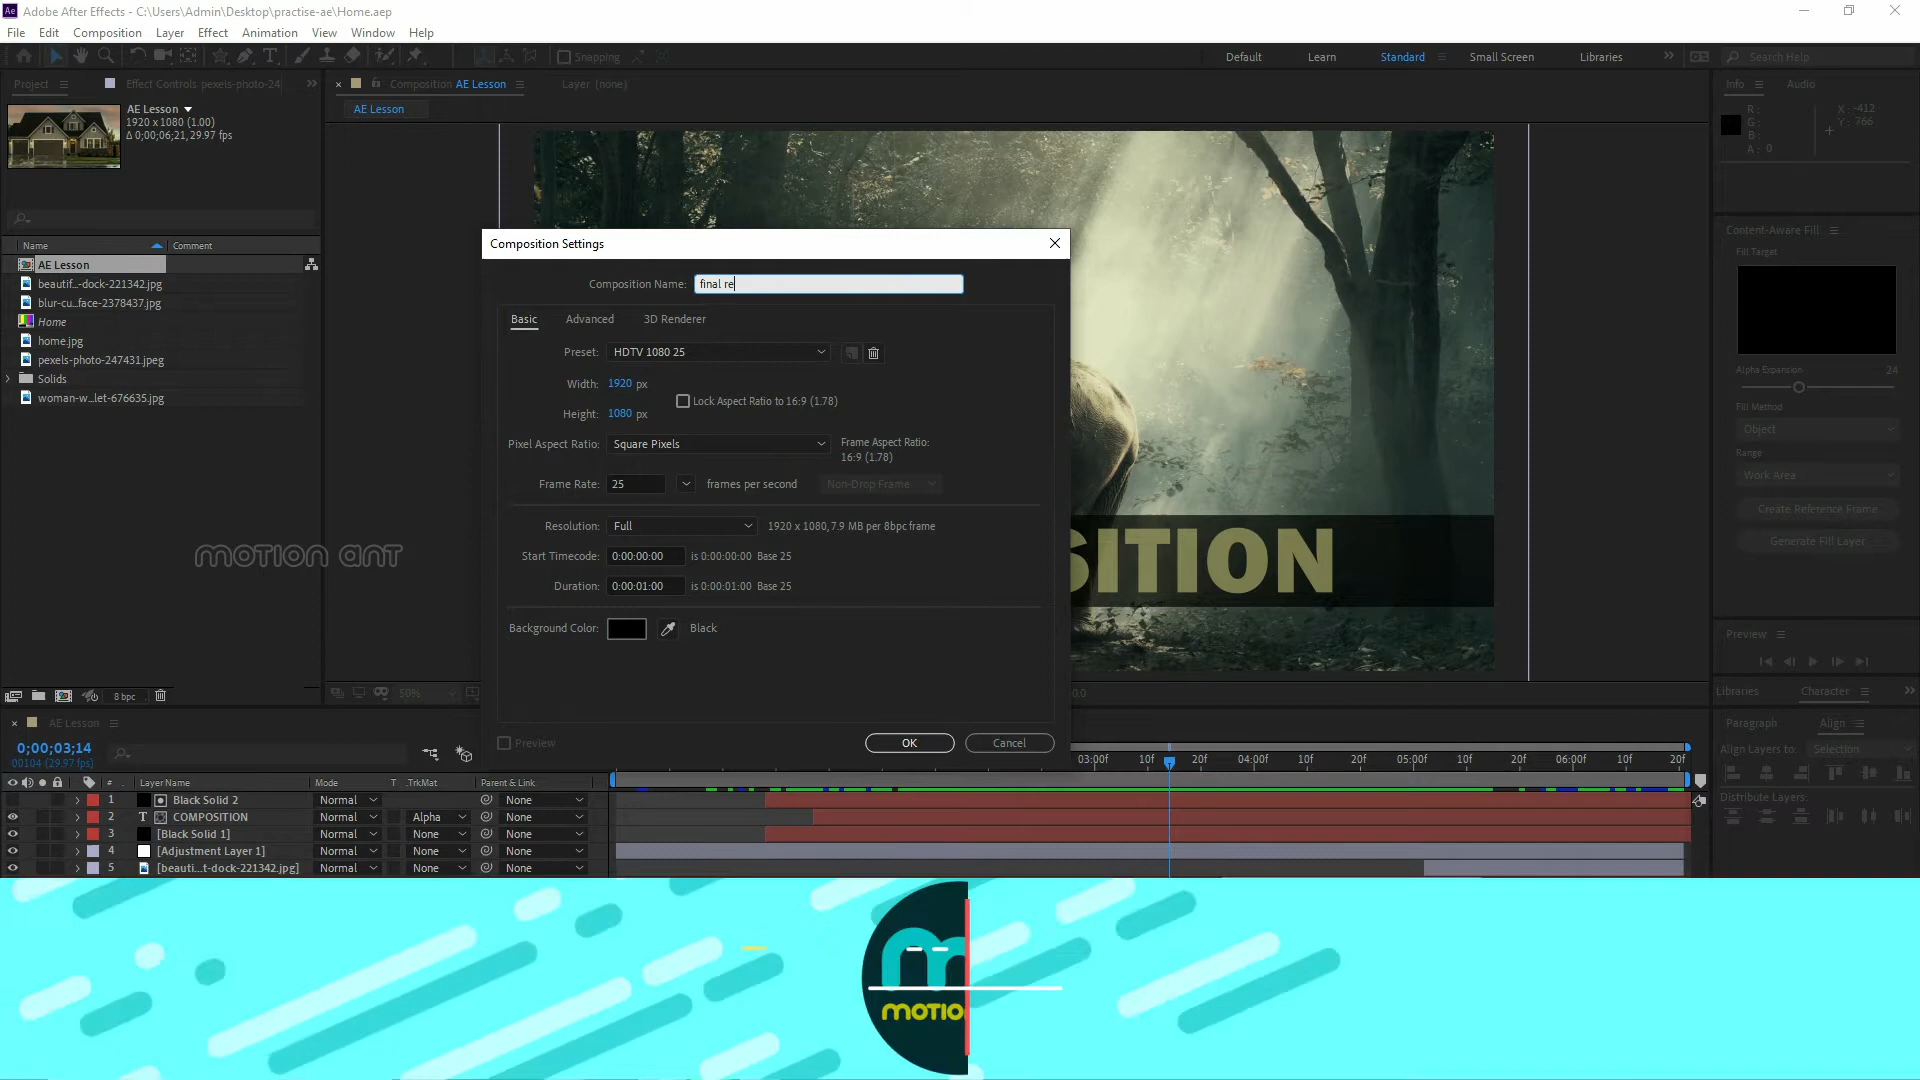 Ae Adobe After Effects - C:\Users\Admin\Desktop\practise-ae\Home.aep
File Edit Composition Layer Effect Animation View Window Help
Snapping Default Learn Standard Small Screen Libraries Search Help
Project Effect Controls pexels-photo-24 Composition AE Lesson Layer (none) Info Audio
AE Lesson
1920 x 1080 (1.00)
Δ 0;00;06;21, 29.97 fps
AE Lesson
R:
G:
B:
A: 0
X: -412
Y: 766
Name Comment
AE Lesson
beautif...-dock-221342.jpg
blur-cu...face-2378437.jpg
Home
home.jpg
pexels-photo-247431.jpeg
Solids
woman-w...let-676635.jpg
MOTION ANT
8 bpc
Composition Settings
Composition Name: final re
Basic Advanced 3D Renderer
Preset: HDTV 1080 25
Width: 1920 px
Lock Aspect Ratio to 16:9 (1.78)
Height: 1080 px
Pixel Aspect Ratio: Square Pixels
Frame Aspect Ratio:
16:9 (1.78)
Frame Rate: 25 frames per second Non-Drop Frame
Resolution: Full 1920 x 1080, 7.9 MB per 8bpc frame
Start Timecode: 0:00:00:00 is 0:00:00:00 Base 25
Duration: 0:00:01:00 is 0:00:01:00 Base 25
Background Color: Black
Preview OK Cancel
SITION
50%
Content-Aware Fill
Fill Target
Alpha Expansion 24
Fill Method
Object
Range
Work Area
Create Reference Frame
Generate Fill Layer
Preview
Libraries Character
Paragraph Align
Align Layers to: Selection
Distribute Layers:
AE Lesson
0;00;03;14
00104 (29.97 fps)
03:00f 10f 20f 04:00f 10f 20f 05:00f 10f 20f 06:00f 10f 20f
# Layer Name Mode T .TrkMat Parent & Link
1 Black Solid 2 Normal None
2 T COMPOSITION Normal Alpha None
3 [Black Solid 1] Normal None None
4 [Adjustment Layer 1] Normal None None
5 [beauti...t-dock-221342.jpg] Normal None None
m
MOTIO